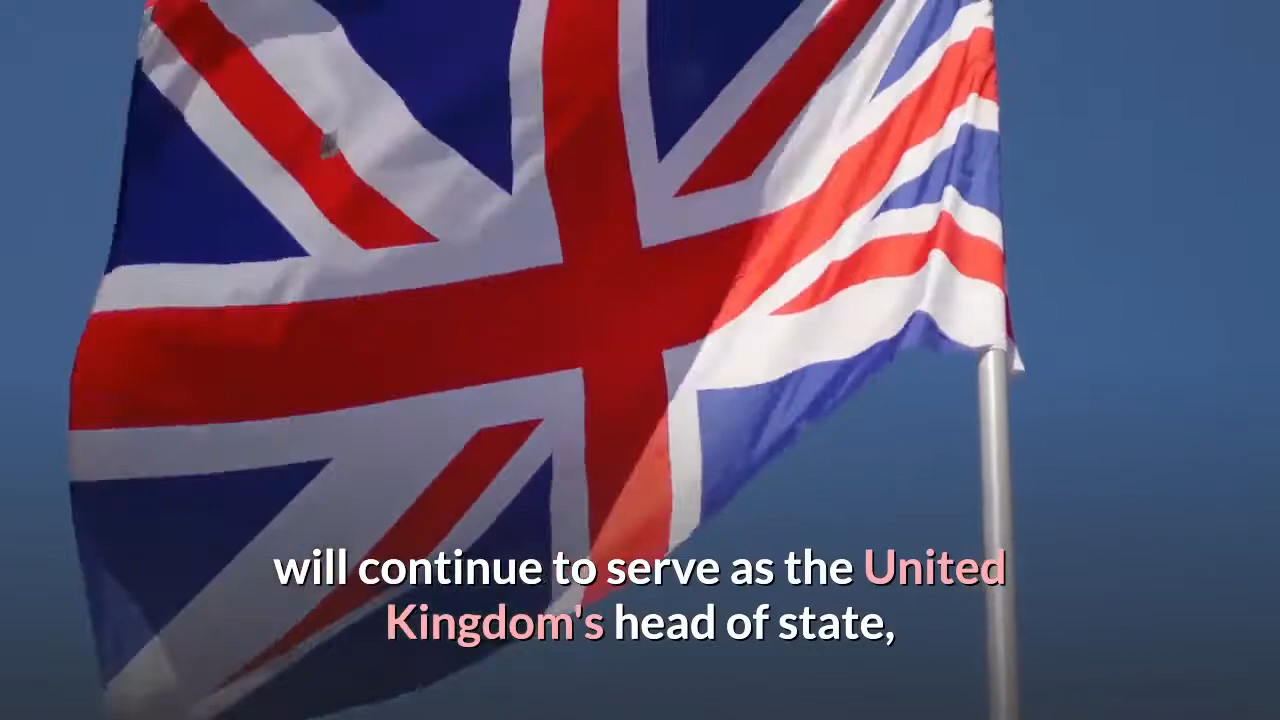 will continue to serve as the United
Kingdom's head of state,